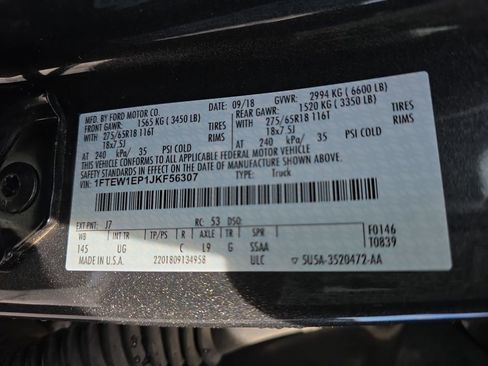 MFD. BY FORD MOTOR CO. DATE: 09/18 GVWR: 2994 KG ( 6600 LB)
FRONT GAWR: 1565 KG ( 3450 LB) REAR GAWR: 1520 KG ( 3350 LB)
WITH 275/65R18 116T TIRES WITH 275/65R18 116T TIRES
18x7.5J RIMS 18x7.5J RIMS
AT 240 kPa/ 35 PSI COLD AT 240 kPa/ 35 PSI COLD
THIS VEHICLE CONFORMS TO ALL APPLICABLE FEDERAL MOTOR VEHICLE
SAFETY STANDARDS IN EFFECT ON THE DATE OF MANUFACTURE SHOWN ABOVE.
1FTEW1EP1JKF56307 TYPE: Truck
EXT PNT: J7 RC: 53 DSO: F0146
WB INT TR TP/PS R AXLE TR SPR T0839
145 UG C L9 G SSAA
MADE IN U.S.A. 2201809134958 ULC 5U5A-3520472-AA